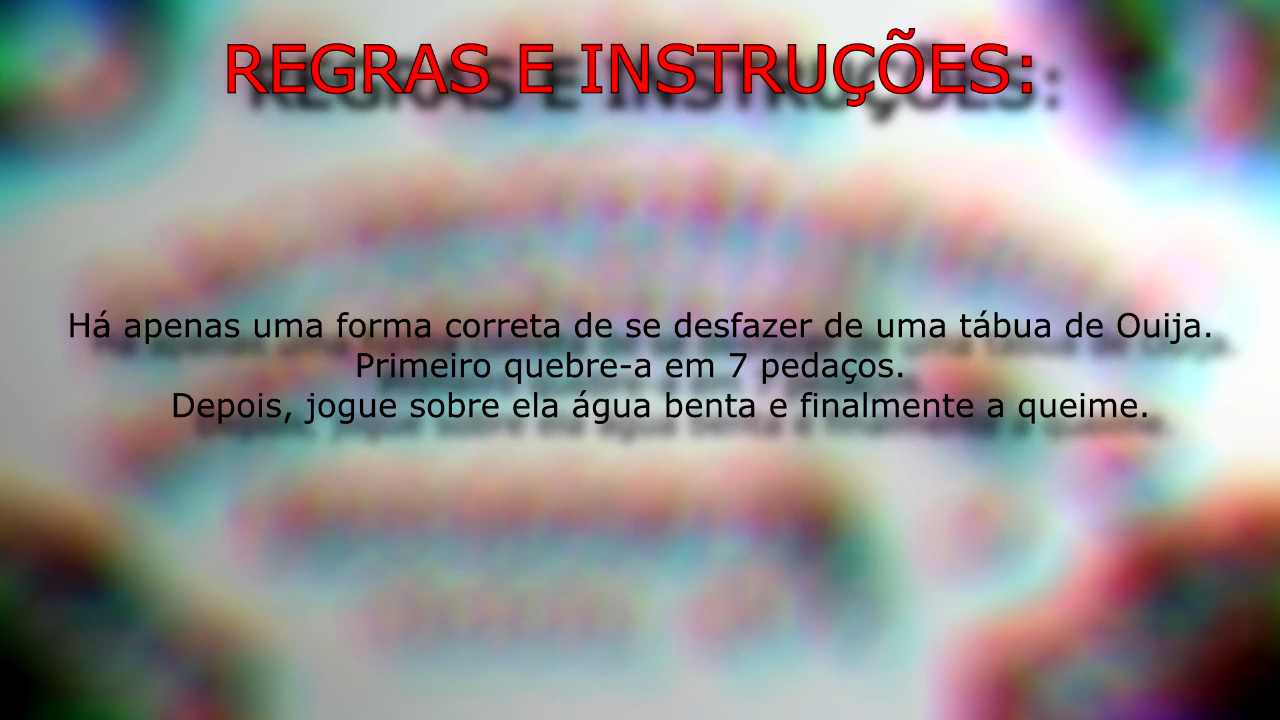 REGRAS E INSTRUÇÕES:
Há apenas uma forma correta de se desfazer de uma tábua de Ouija.
Primeiro quebre-a em 7 pedaços.
Depois, jogue sobre ela água benta e finalmente a queime.